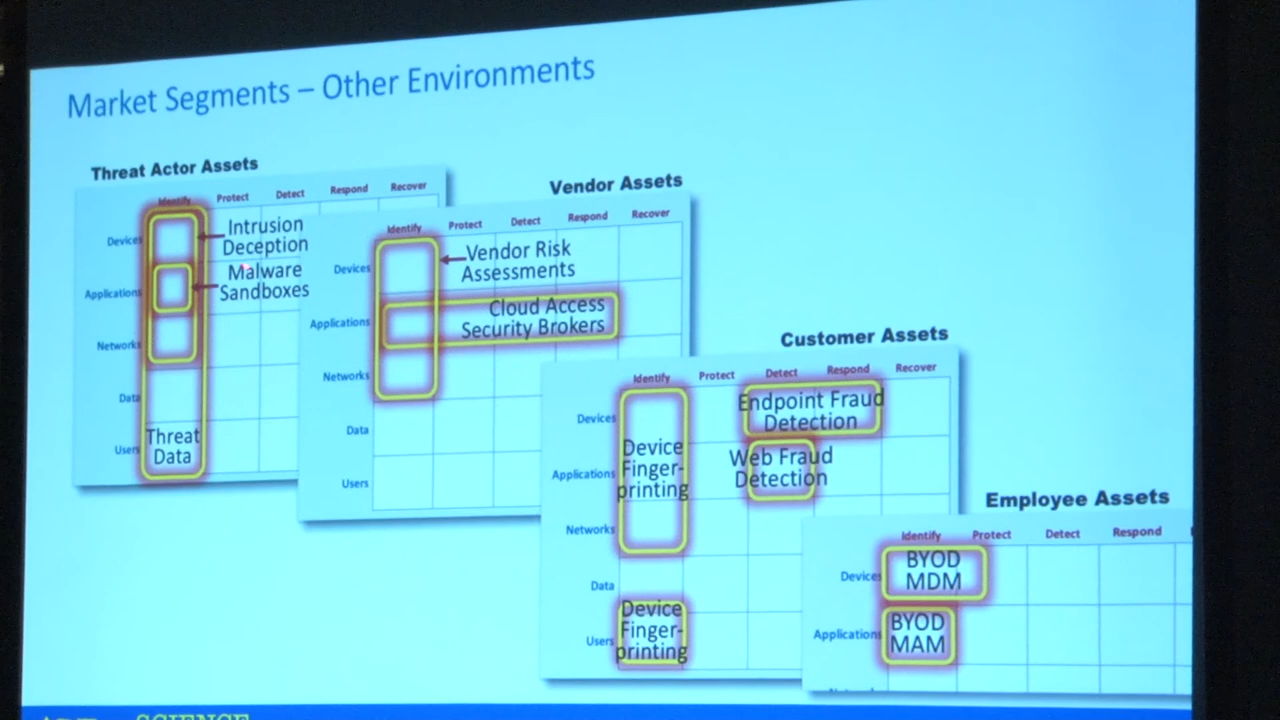 Market Segments – Other Environments
Threat Actor Assets
Identify Protect Detect Respond Recover
Devices
Applications
Networks
Data
Users
Intrusion
Deception
Malware
Sandboxes
Threat
Data
Vendor Assets
Identify Protect Detect Respond Recover
Devices
Applications
Networks
Data
Users
Vendor Risk
Assessments
Cloud Access
Security Brokers
Customer Assets
Identify Protect Detect Respond Recover
Devices
Applications
Networks
Data
Users
Device
Finger-
printing
Endpoint Fraud
Detection
Web Fraud
Detection
Device
Finger-
printing
Employee Assets
Identify Protect Detect Respond
Devices
Applications
BYOD
MDM
BYOD
MAM
SCIENCE